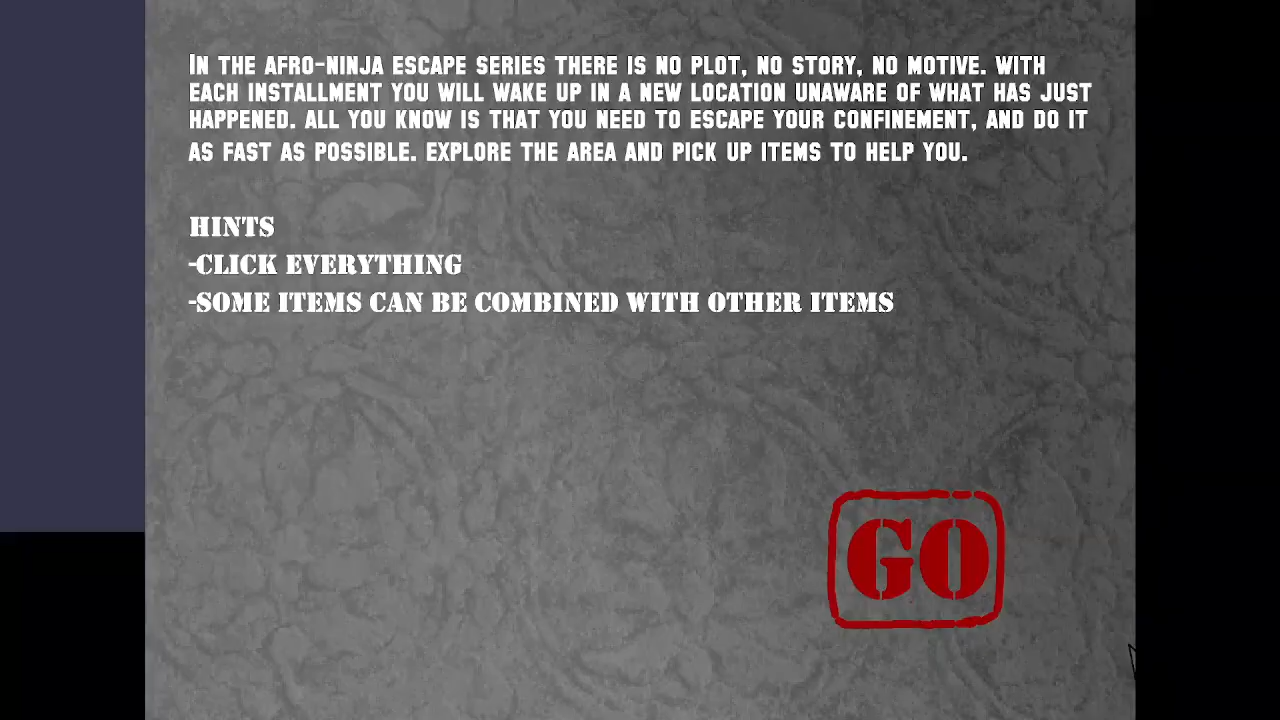 IN THE AFRO-NINJA ESCAPE SERIES THERE IS NO PLOT, NO STORY, NO MOTIVE. WITH
EACH INSTALLMENT YOU WILL WAKE UP IN A NEW LOCATION UNAWARE OF WHAT HAS JUST
HAPPENED. ALL YOU KNOW IS THAT YOU NEED TO ESCAPE YOUR CONFINEMENT, AND DO IT
AS FAST AS POSSIBLE. EXPLORE THE AREA AND PICK UP ITEMS TO HELP YOU.
HINTS
-CLICK EVERYTHING
-SOME ITEMS CAN BE COMBINED WITH OTHER ITEMS
GO